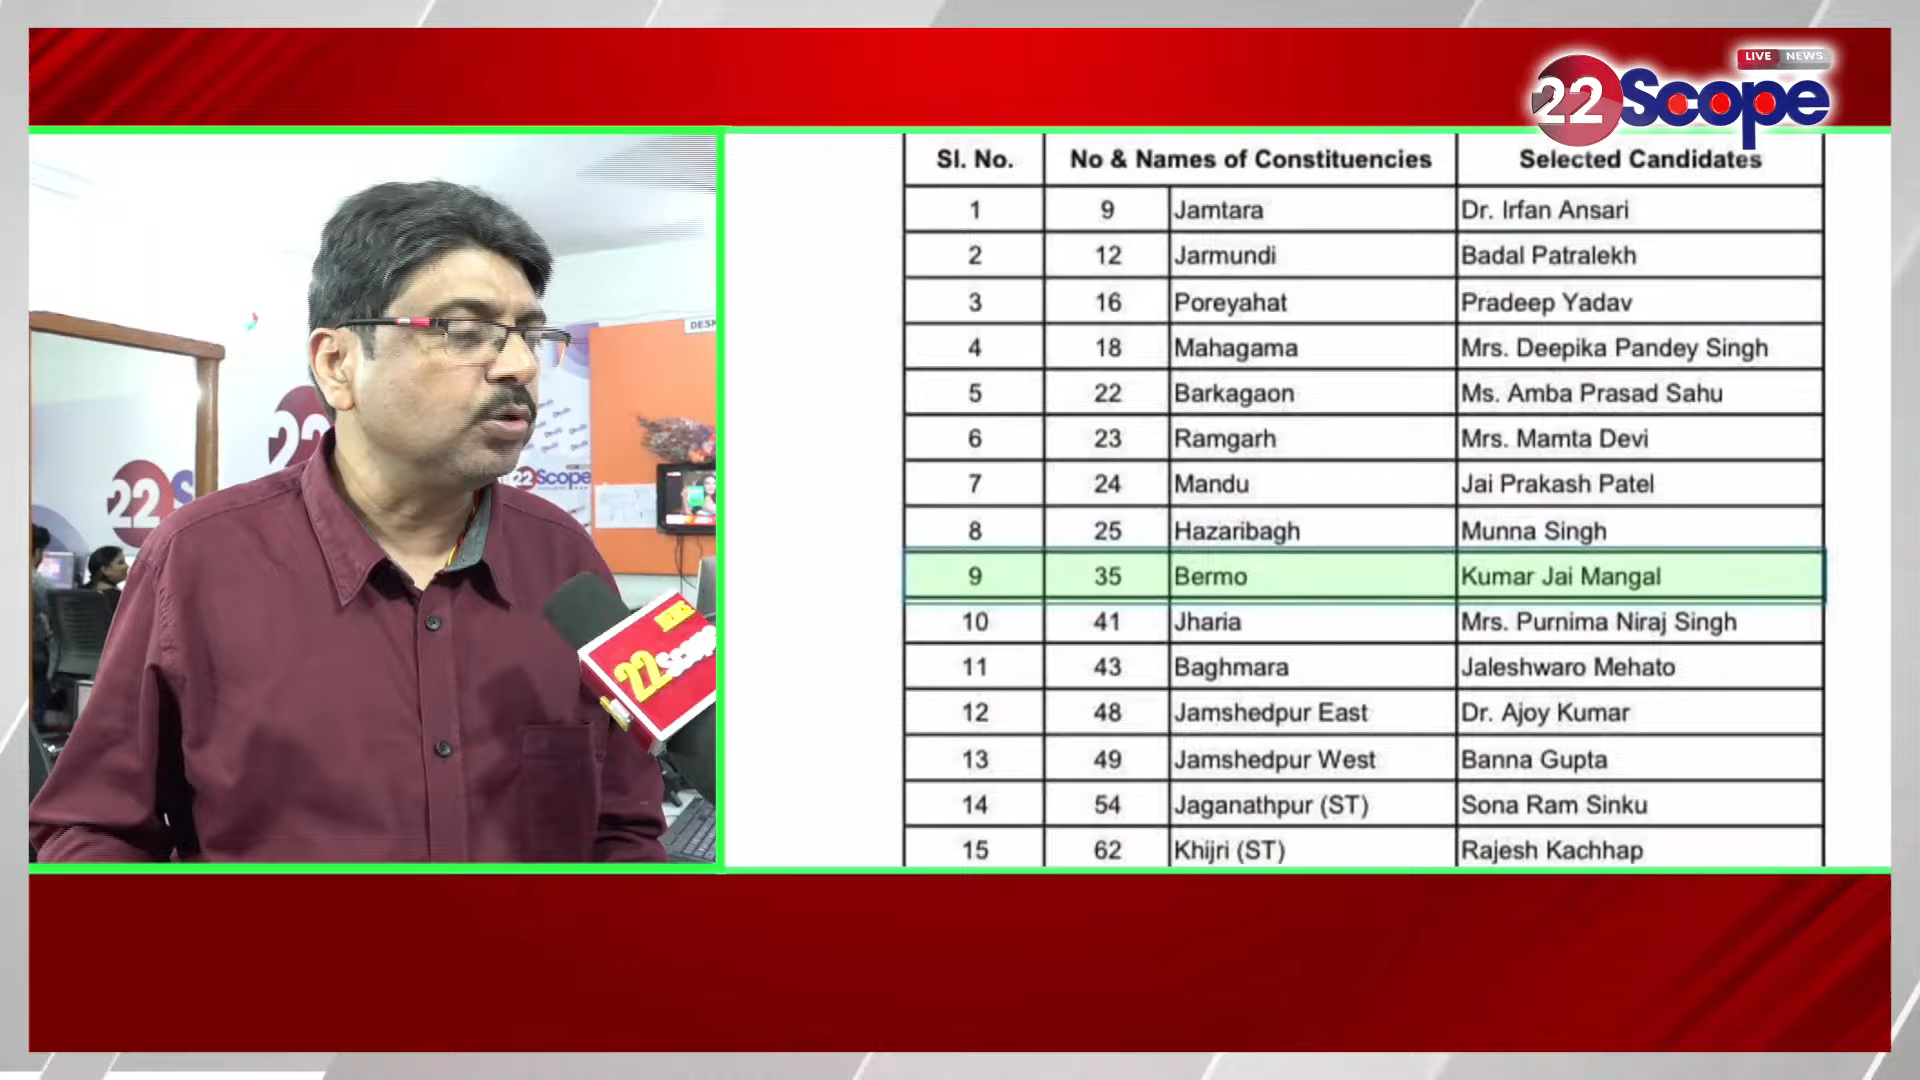 LIVE NEWS
22Scope
Sl. No. No & Names of Constituencies Selected Candidates
1 9 Jamtara Dr. Irfan Ansari
2 12 Jarmundi Badal Patralekh
3 16 Poreyahat Pradeep Yadav
4 18 Mahagama Mrs. Deepika Pandey Singh
5 22 Barkagaon Ms. Amba Prasad Sahu
6 23 Ramgarh Mrs. Mamta Devi
7 24 Mandu Jai Prakash Patel
8 25 Hazaribagh Munna Singh
9 35 Bermo Kumar Jai Mangal
10 41 Jharia Mrs. Purnima Niraj Singh
11 43 Baghmara Jaleshwaro Mehato
12 48 Jamshedpur East Dr. Ajoy Kumar
13 49 Jamshedpur West Banna Gupta
14 54 Jaganathpur (ST) Sona Ram Sinku
15 62 Khijri (ST) Rajesh Kachhap
DESK
22
22Scope
22 S
NEWS
22Scope